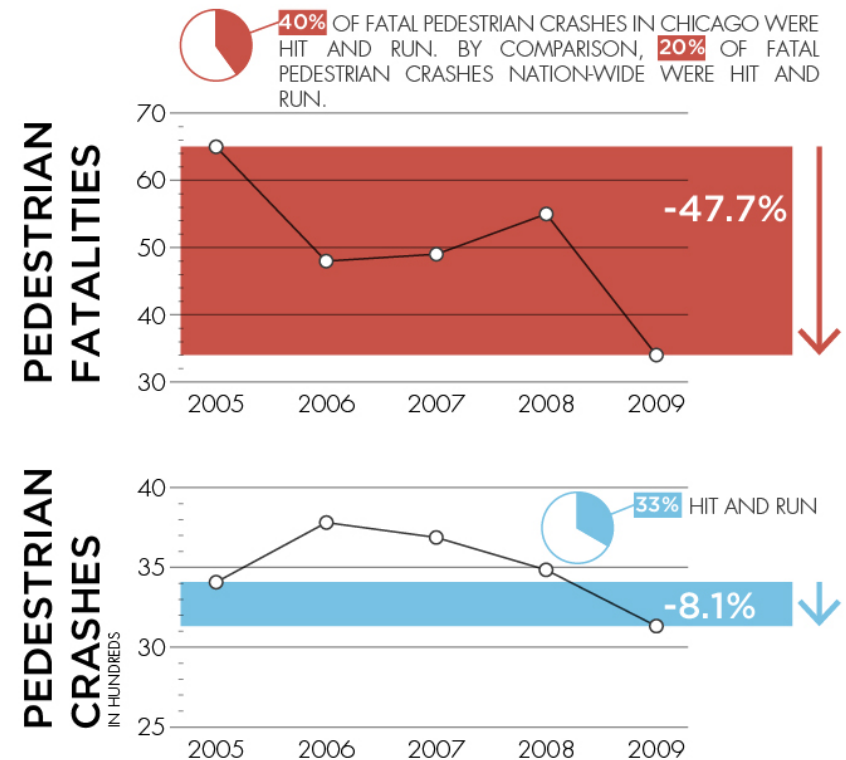 40% OF FATAL PEDESTRIAN CRASHES IN CHICAGO WERE
HIT AND RUN. BY COMPARISON, 20% OF FATAL
PEDESTRIAN CRASHES NATION-WIDE WERE HIT AND
RUN.
PEDESTRIAN
FATALITIES
70
60
50
40
30
-47.7%
2005 2006 2007 2008 2009
PEDESTRIAN
CRASHES
IN HUNDREDS
40
35
30
25
33% HIT AND RUN
-8.1%
2005 2006 2007 2008 2009